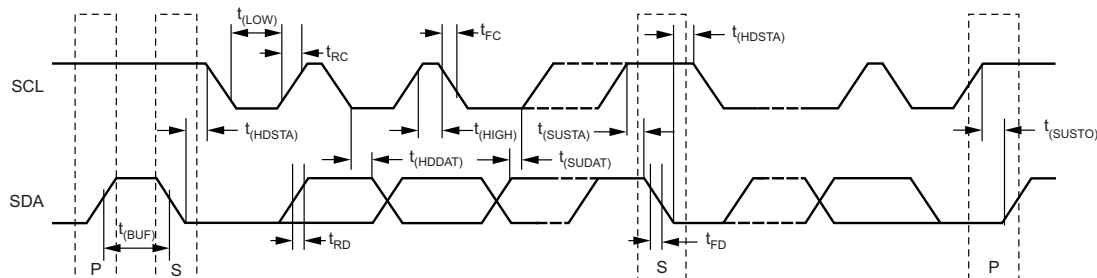 t(LOW)
tRC
tFC
t(HDSTA)
SCL
t(HDSTA)
t(HIGH)
t(SUSTA)
t(SUSTO)
t(HDDAT)
t(SUDAT)
SDA
t(BUF)
tRD
tFD
P
S
S
P